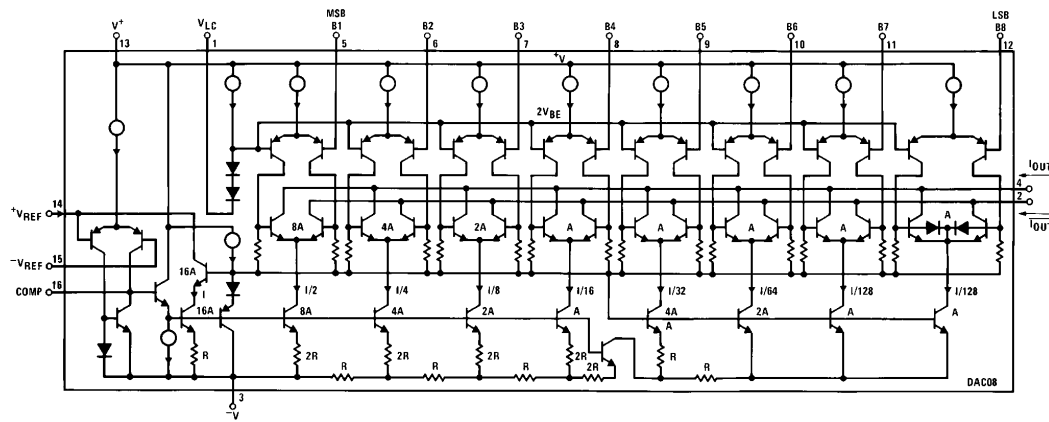 MSB LSB
V+ VLC B1 B2 B3 B4 B5 B6 B7 B8
13 1 5 6 7 8 9 10 11 12
+V
2VBE
IOUT
14 4
+VREF 2
8A 4A 2A A A A A A
IOUT
15
-VREF 16A
16
COMP I I/2 I/4 I/8 I/16 I/32 I/64 I/128 I/128
16A 8A 4A 2A A 4A 2A A A
A
R 2R 2R 2R 2R R
R R R 2R R
DAC08
3
-V